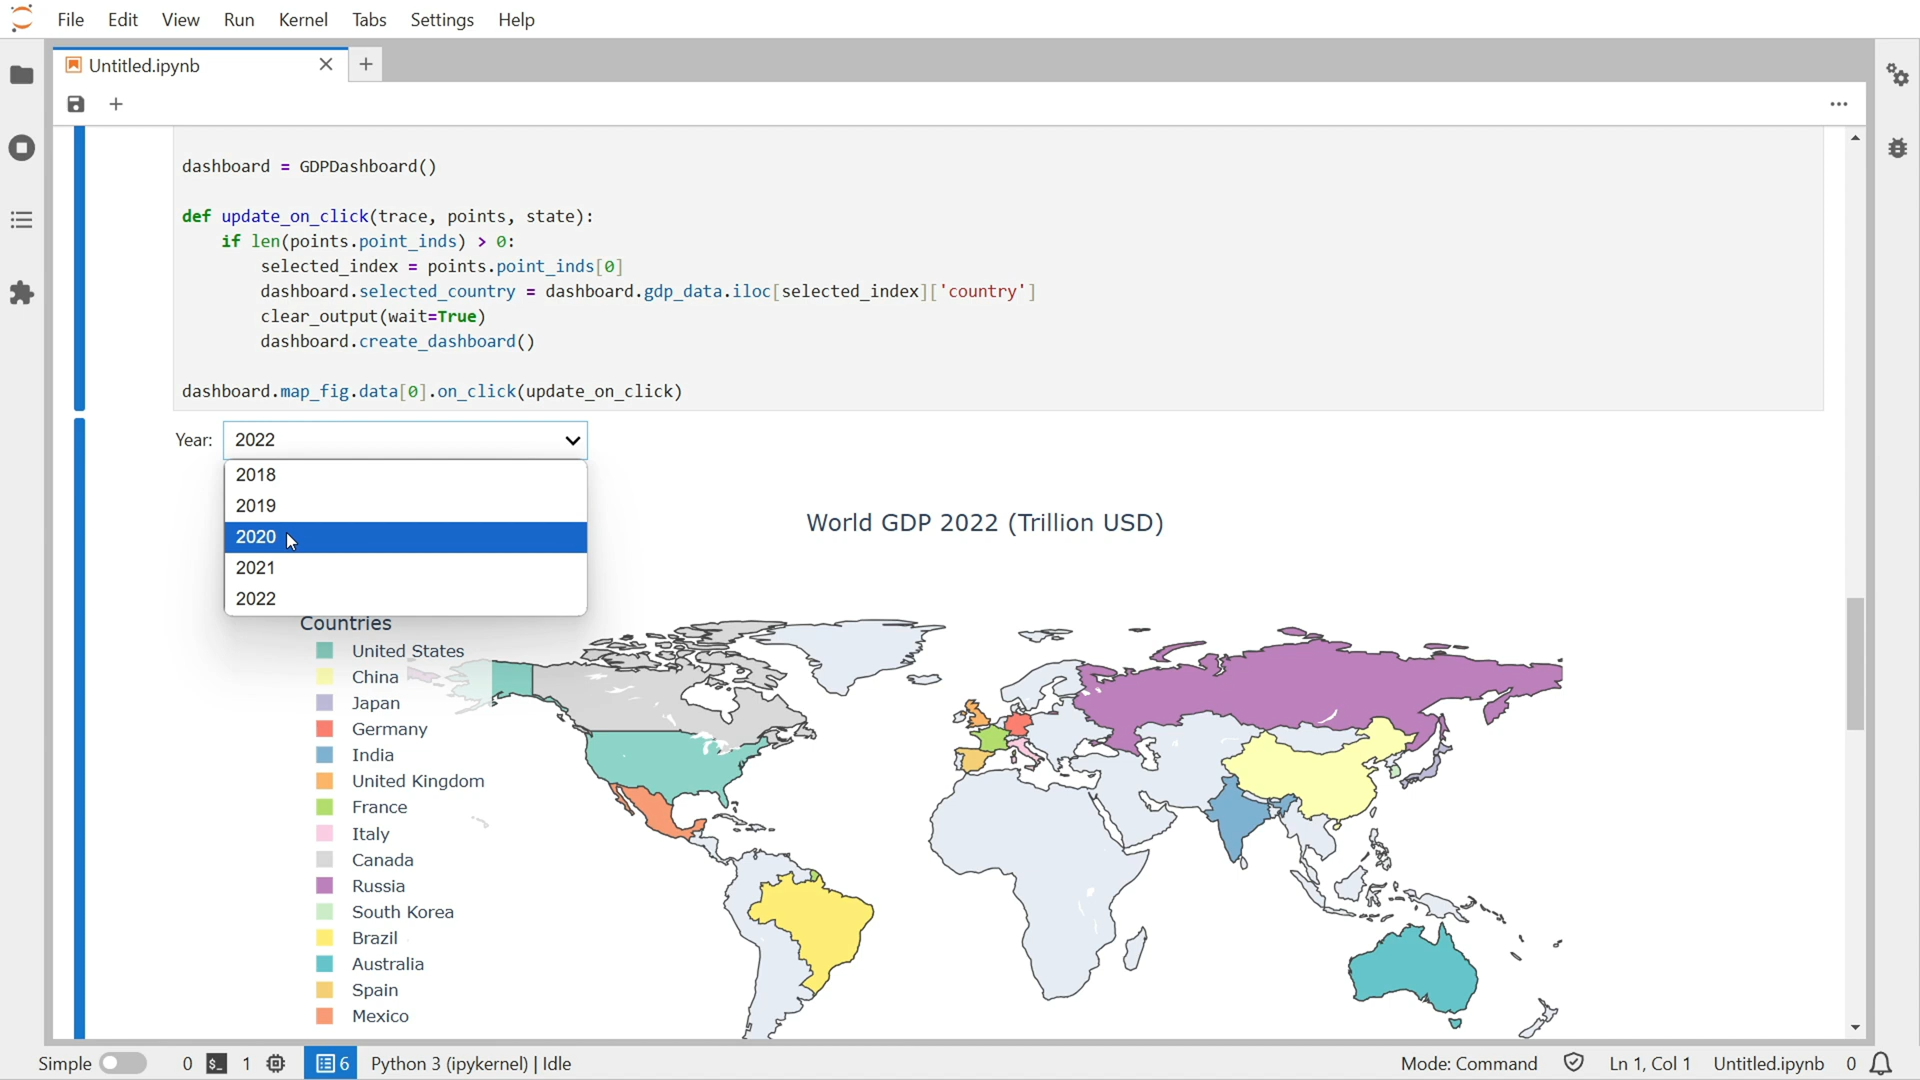 File Edit View Run Kernel Tabs Settings Help
Untitled.ipynb
dashboard = GDPDashboard()
def update_on_click(trace, points, state):
if len(points.point_inds) > 0:
selected_index = points.point_inds[0]
dashboard.selected_country = dashboard.gdp_data.iloc[selected_index]['country']
clear_output(wait=True)
dashboard.create_dashboard()
dashboard.map_fig.data[0].on_click(update_on_click)
Year: 2022
2018
2019
2020
2021
2022
World GDP 2022 (Trillion USD)
Countries
United States
China
Japan
Germany
India
United Kingdom
France
Italy
Canada
Russia
South Korea
Brazil
Australia
Spain
Mexico
Simple 0 $_ 1 6 Python 3 (ipykernel) | Idle Mode: Command Ln 1, Col 1 Untitled.ipynb 0